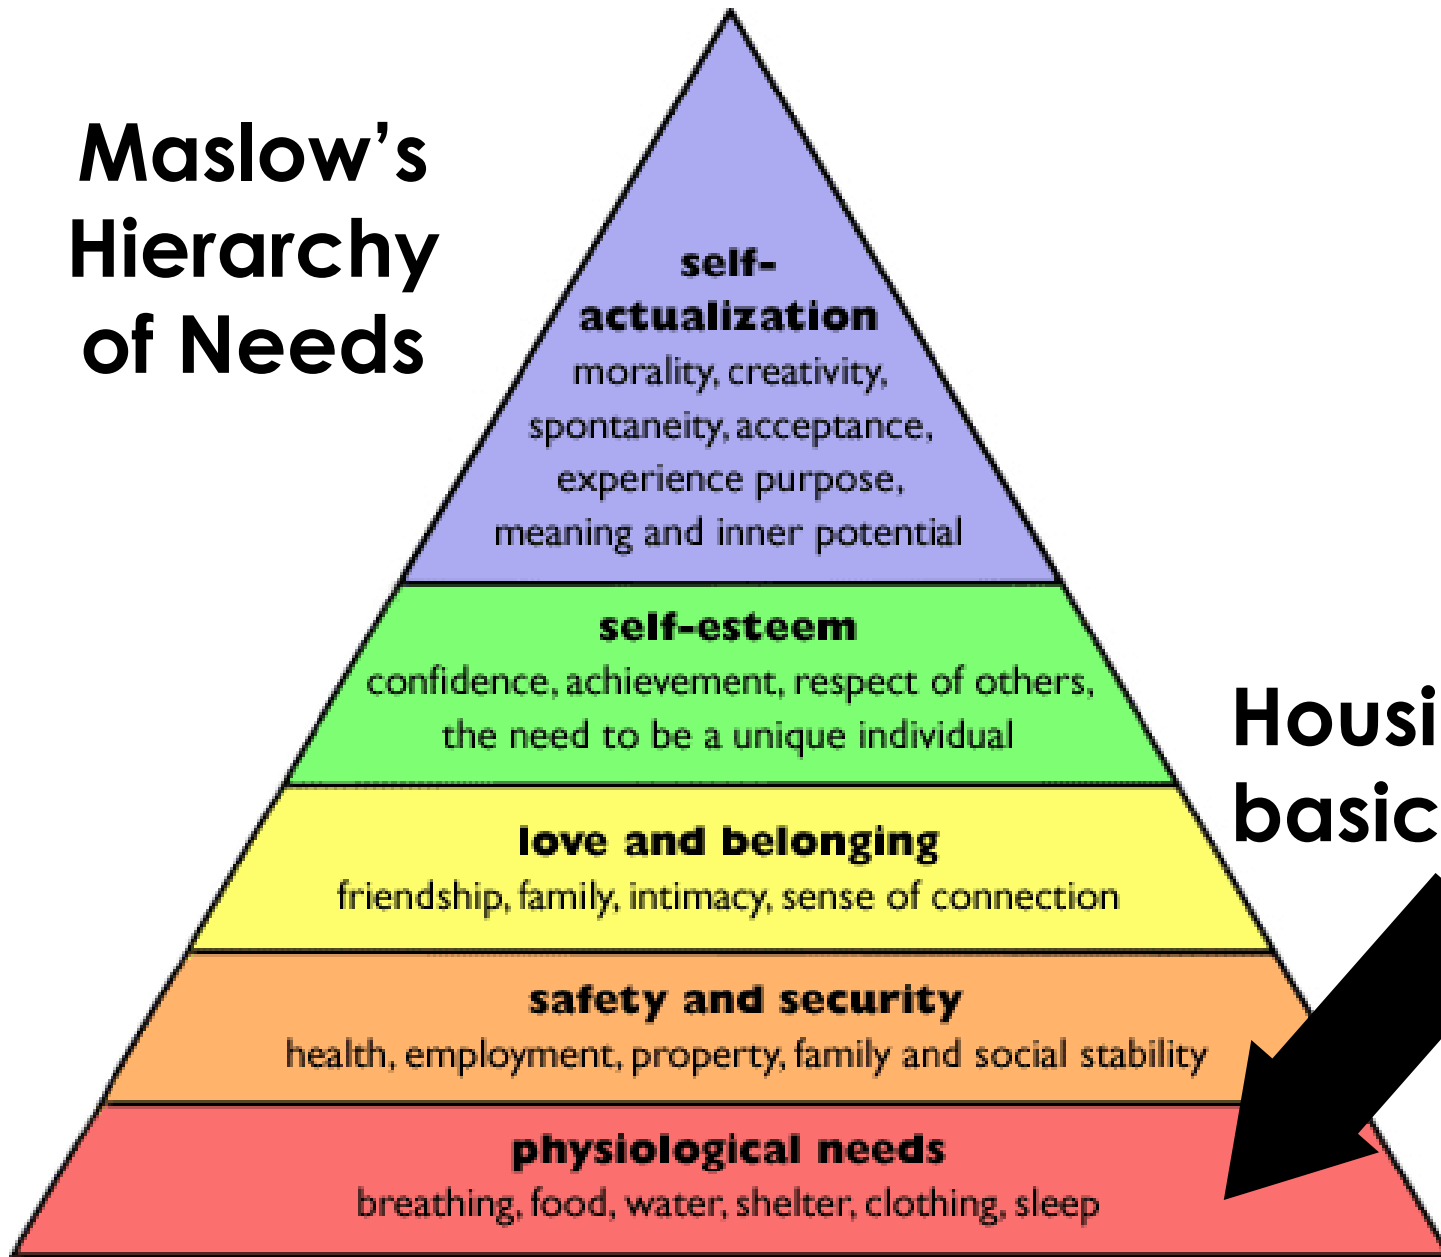 Maslow’s
Hierarchy
of Needs
self-
actualization
morality, creativity,
spontaneity, acceptance,
experience purpose,
meaning and inner potential
self-esteem
confidence, achievement, respect of others,
the need to be a unique individual
Housi
basic
love and belonging
friendship, family, intimacy, sense of connection
safety and security
health, employment, property, family and social stability
physiological needs
breathing, food, water, shelter, clothing, sleep